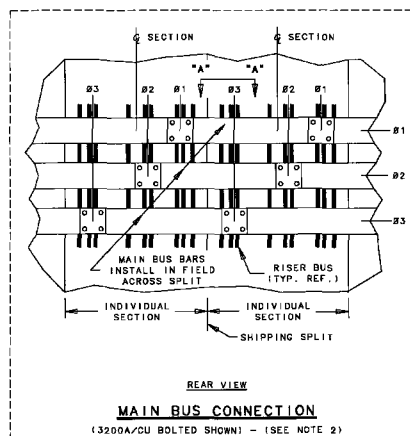 ℄ SECTION ℄ SECTION
"A" "A"
Ø3 Ø2 Ø1 Ø3 Ø2 Ø1
Ø1
Ø2
Ø3
MAIN BUS BARS
INSTALL IN FIELD
ACROSS SPLIT
RISER BUS
(TYP. REF.)
INDIVIDUAL
SECTION
INDIVIDUAL
SECTION
SHIPPING SPLIT
REAR VIEW
MAIN BUS CONNECTION
(3200A/CU BOLTED SHOWN) - (SEE NOTE 2)